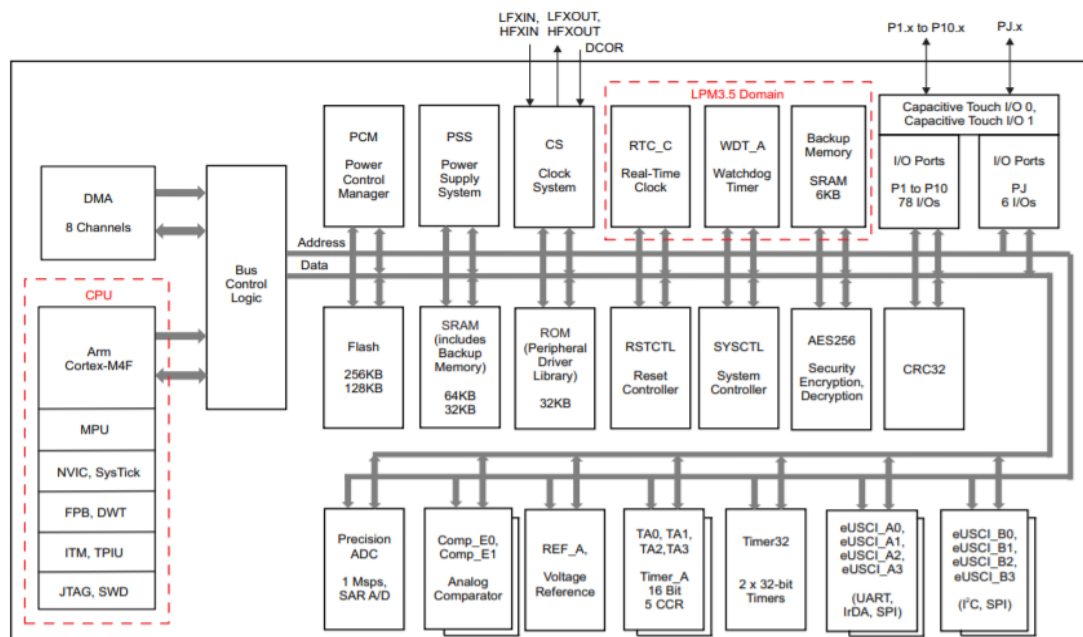 LFXIN,
HFXIN
LFXOUT,
HFXOUT
DCOR
P1.x to P10.x
PJ.x
LPM3.5 Domain
PCM
Power
Control
Manager
PSS
Power
Supply
System
CS
Clock
System
RTC_C
Real-Time
Clock
WDT_A
Watchdog
Timer
Backup
Memory
SRAM
6KB
Capacitive Touch I/O 0,
Capacitive Touch I/O 1
I/O Ports
P1 to P10
78 I/Os
I/O Ports
PJ
6 I/Os
DMA
8 Channels
Bus
Control
Logic
Address
Data
CPU
Arm
Cortex-M4F
MPU
NVIC, SysTick
FPB, DWT
ITM, TPIU
JTAG, SWD
Flash
256KB
128KB
SRAM
(includes
Backup
Memory)
64KB
32KB
ROM
(Peripheral
Driver
Library)
32KB
RSTCTL
Reset
Controller
SYSCTL
System
Controller
AES256
Security
Encryption,
Decryption
CRC32
Precision
ADC
1 Msps,
SAR A/D
Comp_E0,
Comp_E1
Analog
Comparator
REF_A,
Voltage
Reference
TA0, TA1,
TA2,TA3
Timer_A
16 Bit
5 CCR
Timer32
2 x 32-bit
Timers
eUSCI_A0,
eUSCI_A1,
eUSCI_A2,
eUSCI_A3
(UART,
IrDA, SPI)
eUSCI_B0,
eUSCI_B1,
eUSCI_B2,
eUSCI_B3
(I²C, SPI)